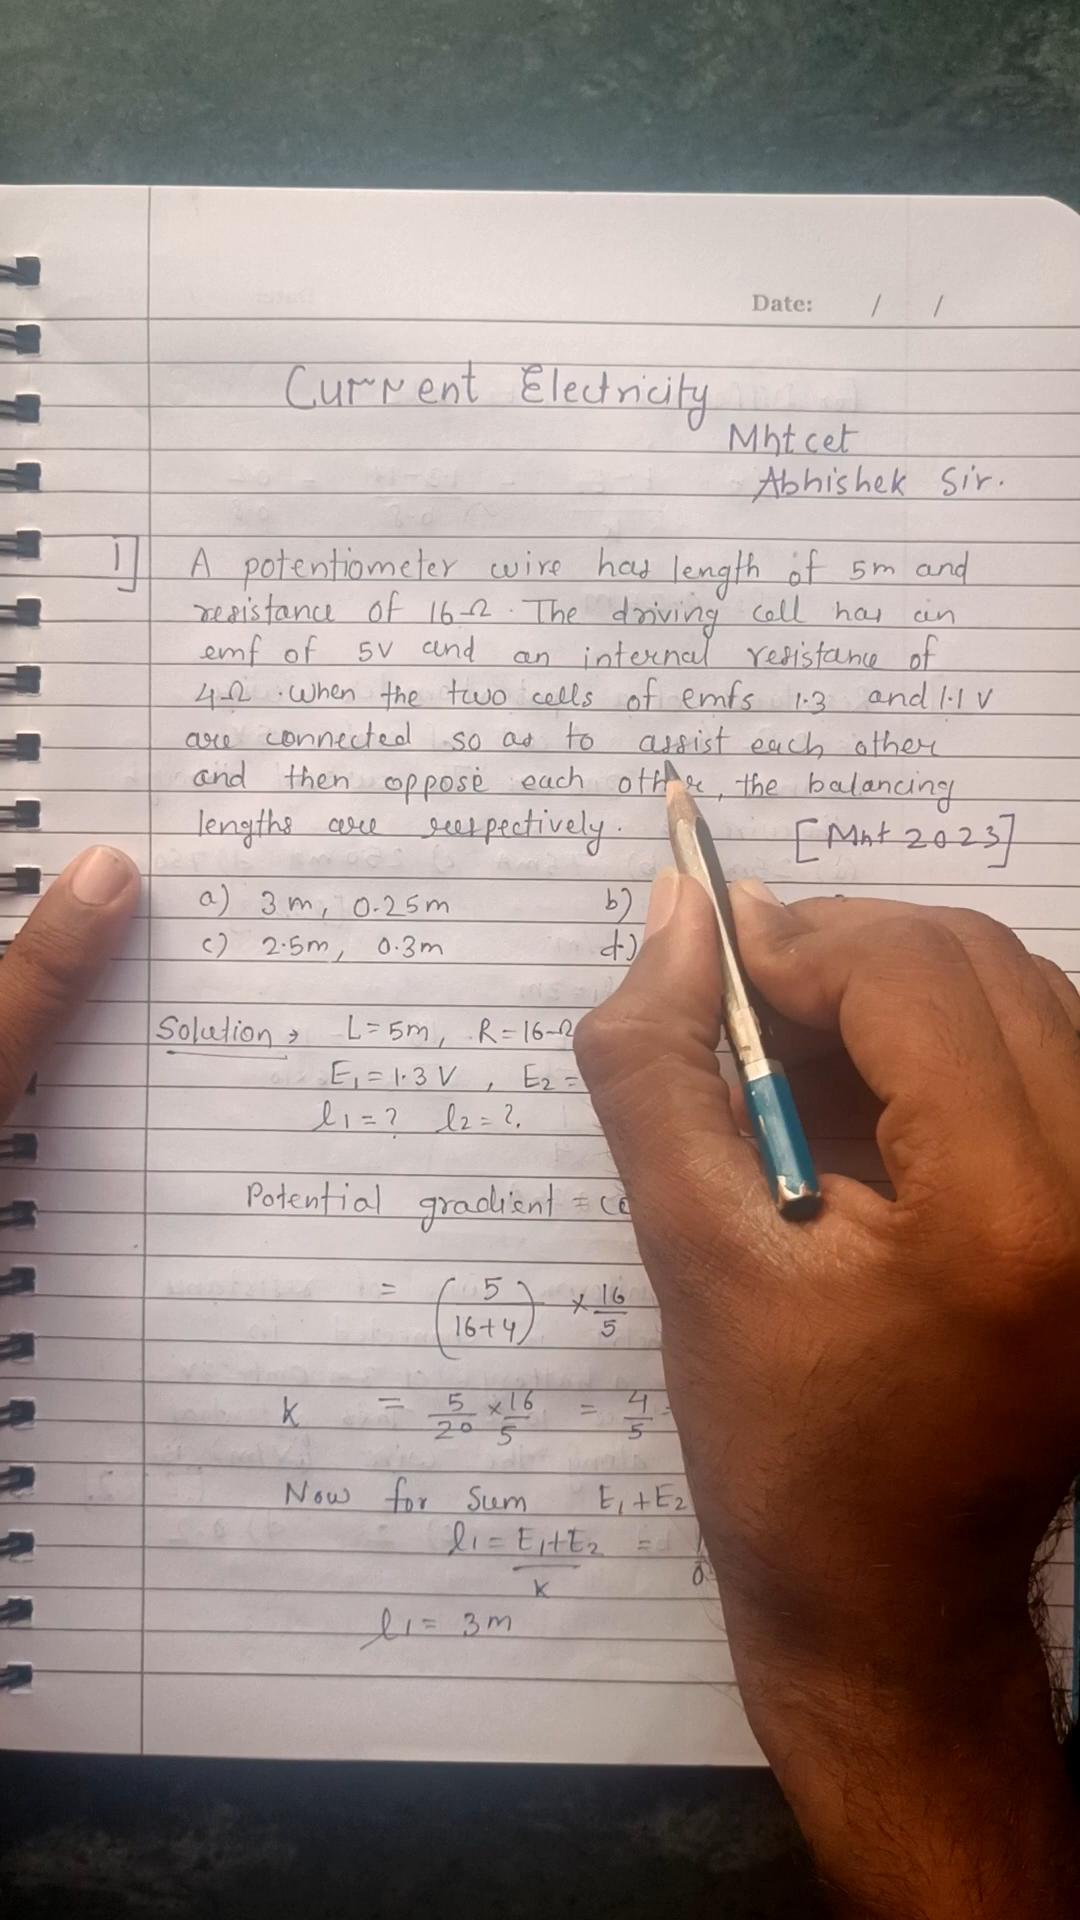 Date: / /
Current Electricity
Mht cet
Abhishek Sir.
1] A potentiometer wire has length of 5m and
resistance of 16Ω. The driving cell has an
emf of 5V and an internal resistance of
4Ω. When the two cells of emfs 1.3 and 1.1 V
are connected so as to assist each other
and then oppose each other, the balancing
lengths are respectively. [Mht 2023]
a) 3m, 0.25m b)
c) 2.5m, 0.3m d)
Solution → L=5m, R=16Ω
E₁=1.3V, E₂=
l₁=? l₂=?.
Potential gradient =
= (5/(16+4)) × 16/5
K = 5/20 × 16/5 = 4/5 =
Now for sum E₁+E₂
l₁ = (E₁+E₂)/K =
l₁ = 3m